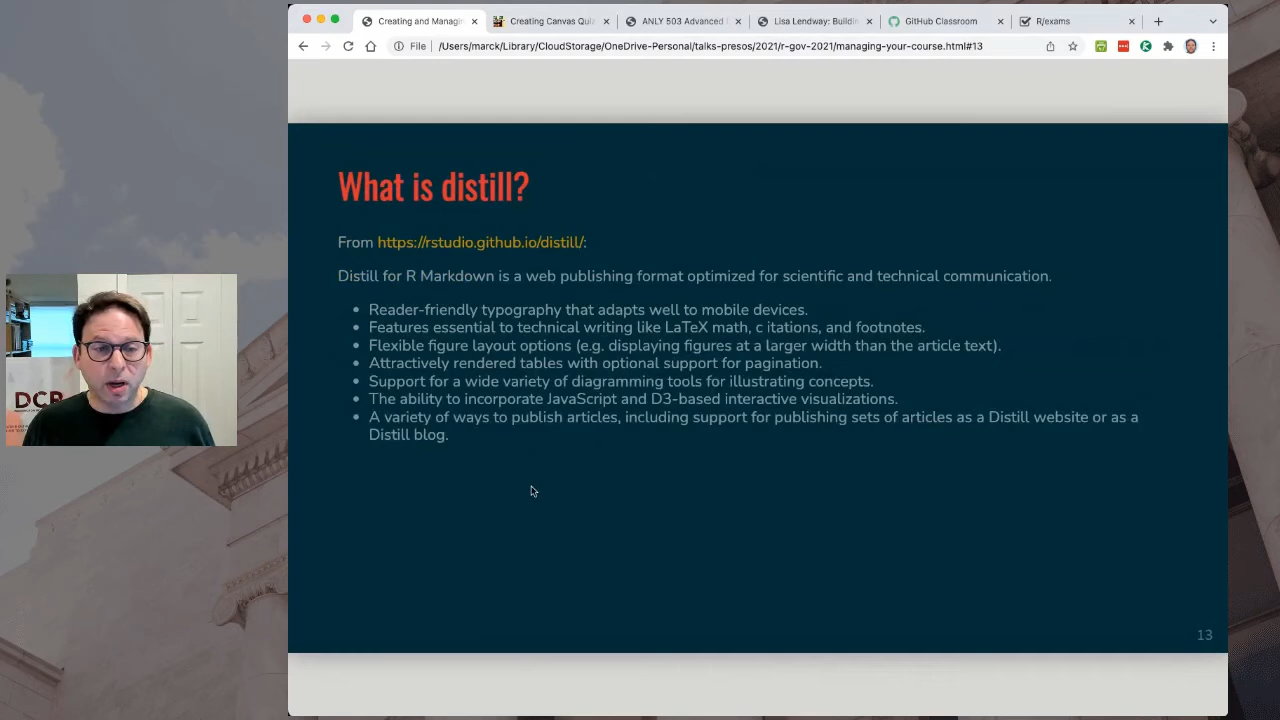 Creating and Managin
Creating Canvas Quiz
ANLY 503 Advanced
Lisa Lendway: Buildin
GitHub Classroom
R/exams
File
/Users/marck/Library/CloudStorage/OneDrive-Personal/talks-presos/2021/r-gov-2021/managing-your-course.html#13
What is distill?
From https://rstudio.github.io/distill/:
Distill for R Markdown is a web publishing format optimized for scientific and technical communication.
Reader-friendly typography that adapts well to mobile devices.
Features essential to technical writing like LaTeX math, c itations, and footnotes.
Flexible figure layout options (e.g. displaying figures at a larger width than the article text).
Attractively rendered tables with optional support for pagination.
Support for a wide variety of diagramming tools for illustrating concepts.
The ability to incorporate JavaScript and D3-based interactive visualizations.
A variety of ways to publish articles, including support for publishing sets of articles as a Distill website or as a
Distill blog.
DCR
13